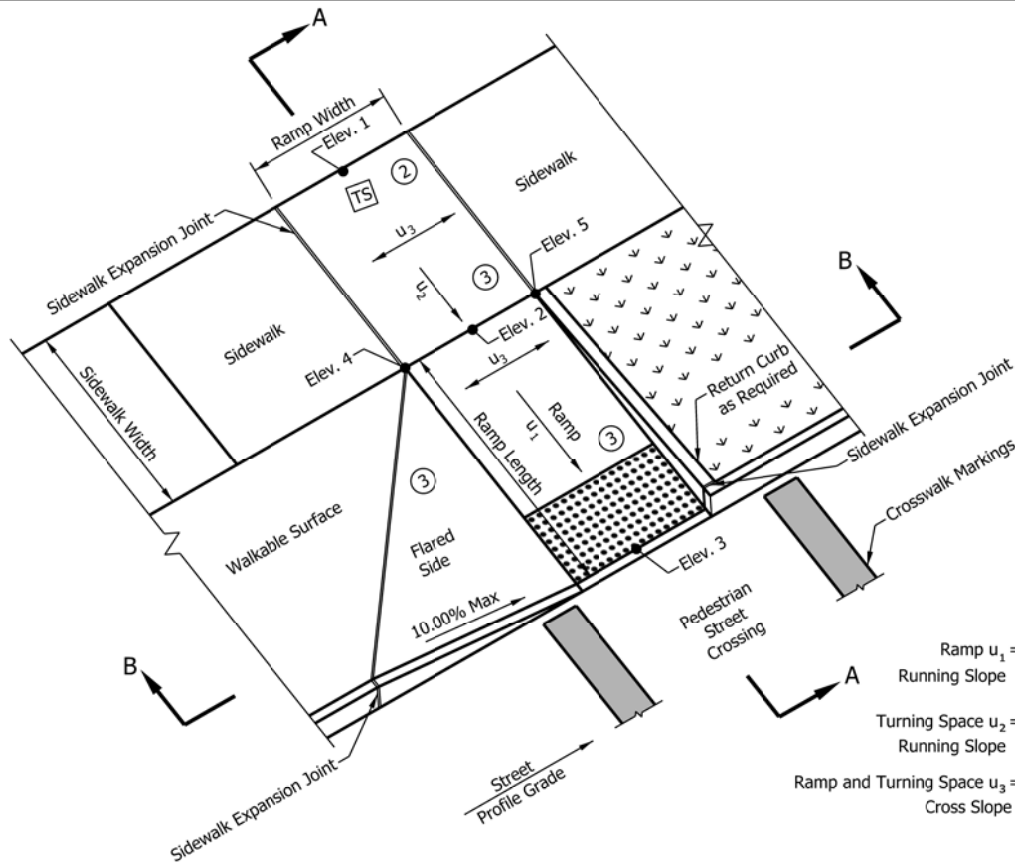 A
Ramp Width
Elev. 1
2
TS
Sidewalk
Sidewalk Expansion Joint
u3
Elev. 5
3
B
u2
Elev. 2
Sidewalk
Elev. 4
u3
Return Curb
as Required
Sidewalk Width
Ramp
u1
3
Ramp Length
Sidewalk Expansion Joint
3
Crosswalk Markings
Walkable Surface
Flared
Side
Elev. 3
10.00% Max
Pedestrian
Street
Crossing
B
A
Ramp u1 =
Running Slope
Turning Space u2 =
Running Slope
Ramp and Turning Space u3 =
Cross Slope
Street
Profile Grade
Sidewalk Expansion Joint